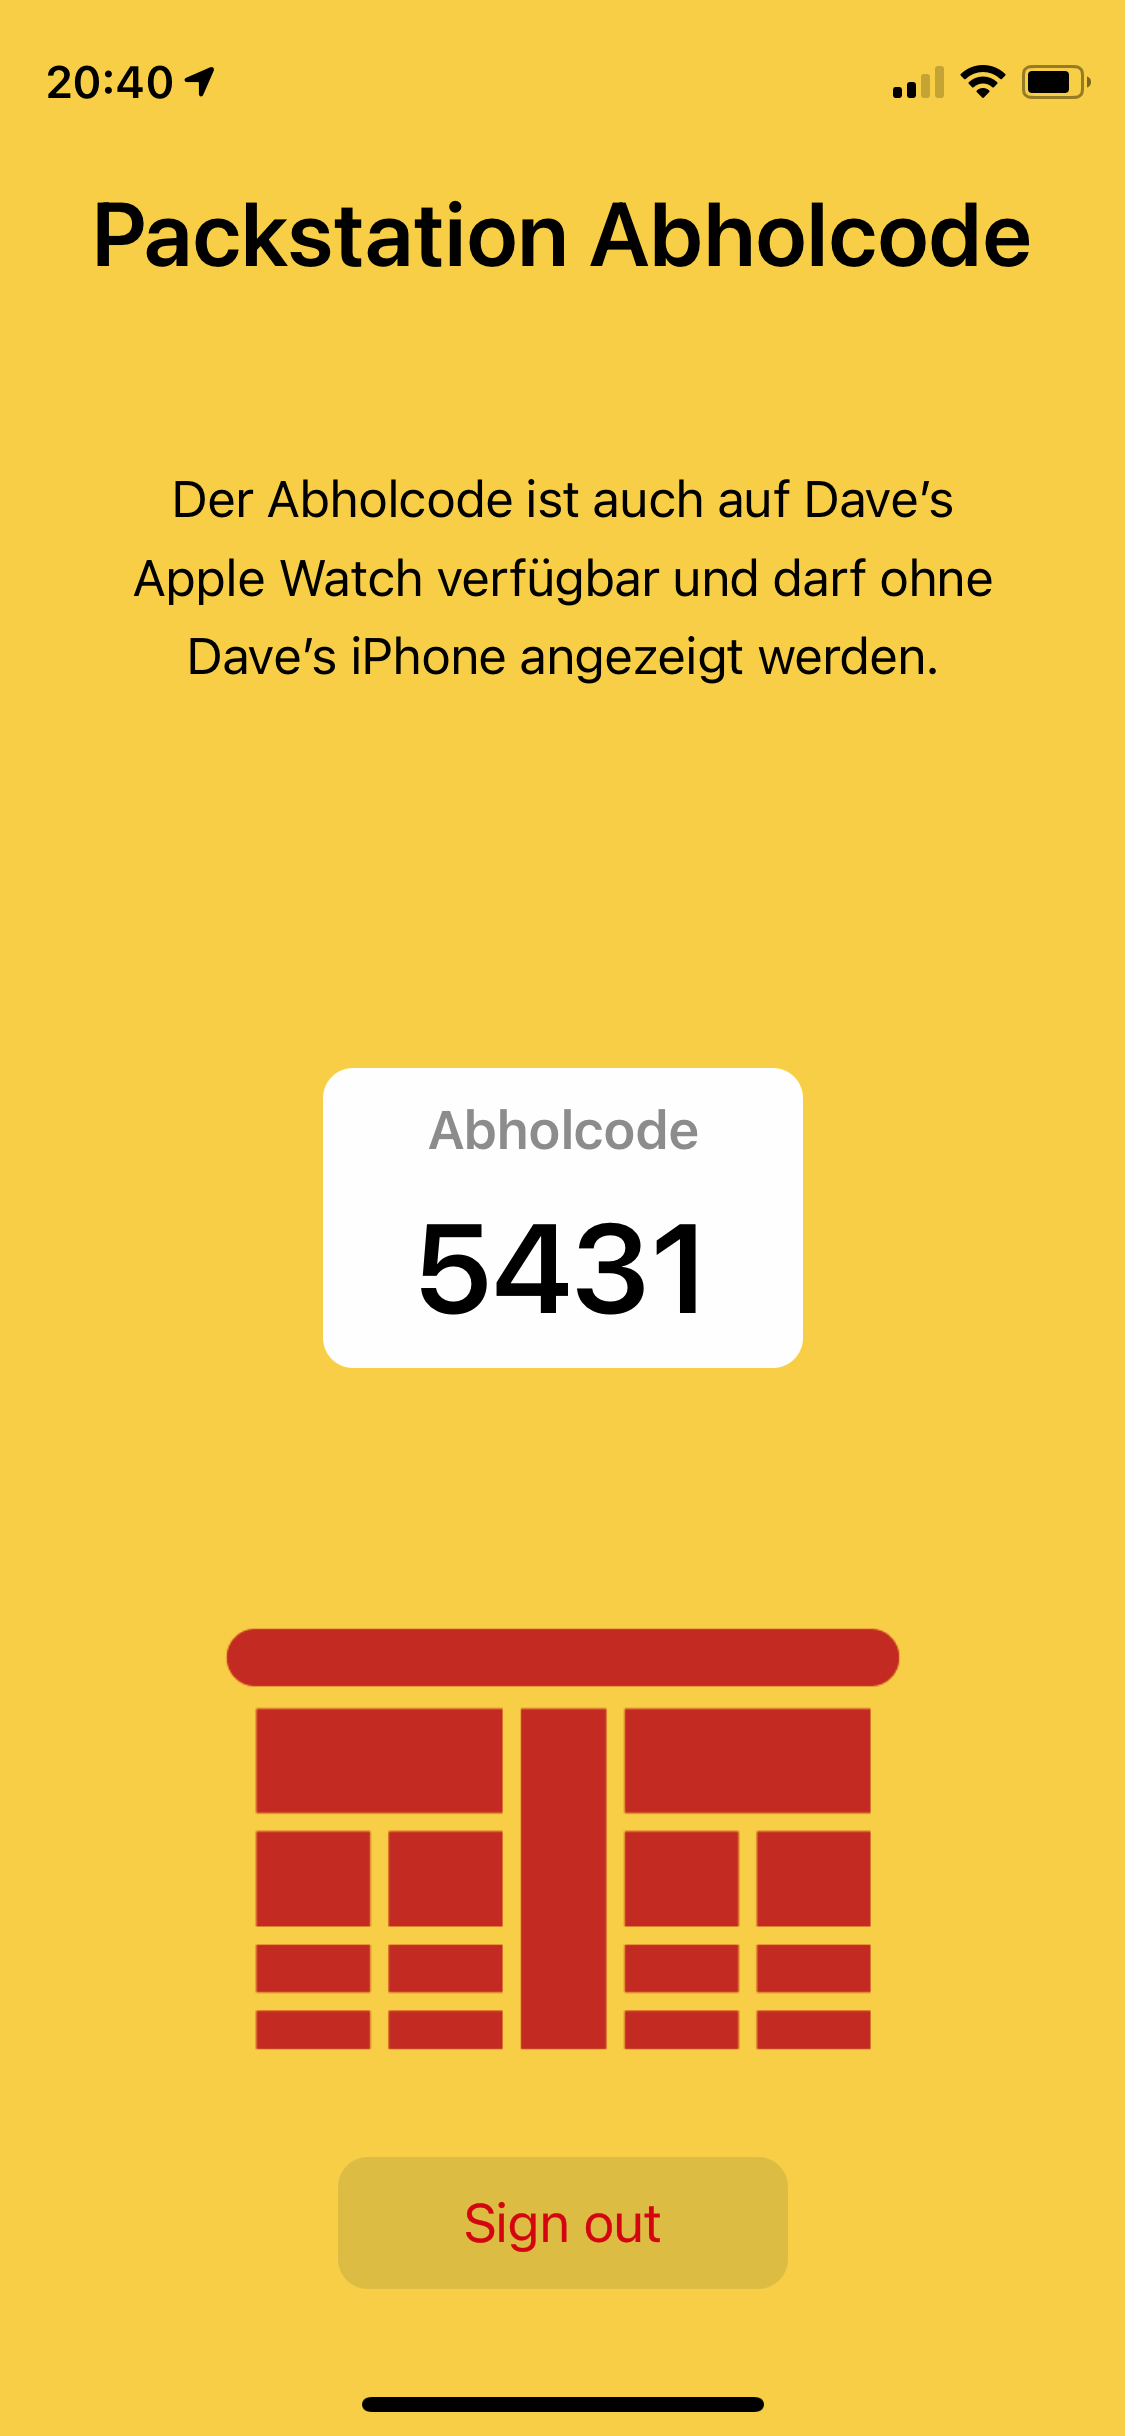 20:40
Packstation Abholcode
Der Abholcode ist auch auf Dave’s
Apple Watch verfügbar und darf ohne
Dave’s iPhone angezeigt werden.
Abholcode
5431
Sign out